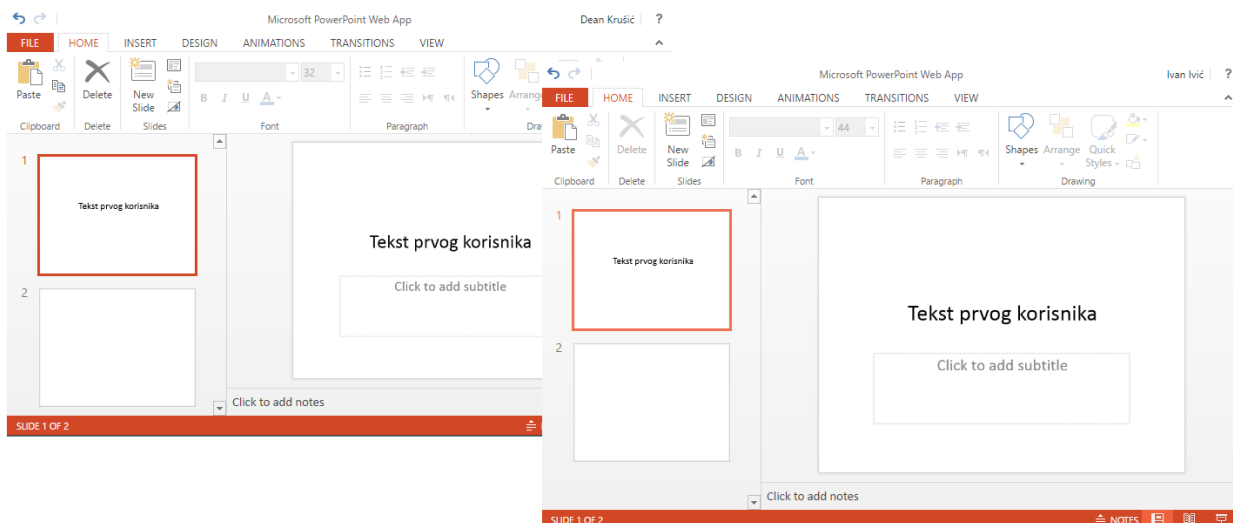 Microsoft PowerPoint Web App
Dean Krušić
?
FILE HOME INSERT DESIGN ANIMATIONS TRANSITIONS VIEW
32
Paste Delete New Slide Shapes
B I U A
Clipboard Delete Slides Font Paragraph
1
Tekst prvog korisnika
2
Tekst prvog korisnika
Click to add subtitle
Click to add notes
SLIDE 1 OF 2
Microsoft PowerPoint Web App
Ivan Ivić
?
FILE HOME INSERT DESIGN ANIMATIONS TRANSITIONS VIEW
44
Paste Delete New Slide Shapes Arrange Quick Styles
B I U A
Clipboard Delete Slides Font Paragraph Drawing
1
Tekst prvog korisnika
2
Tekst prvog korisnika
Click to add subtitle
Click to add notes
SLIDE 1 OF 2
NOTES